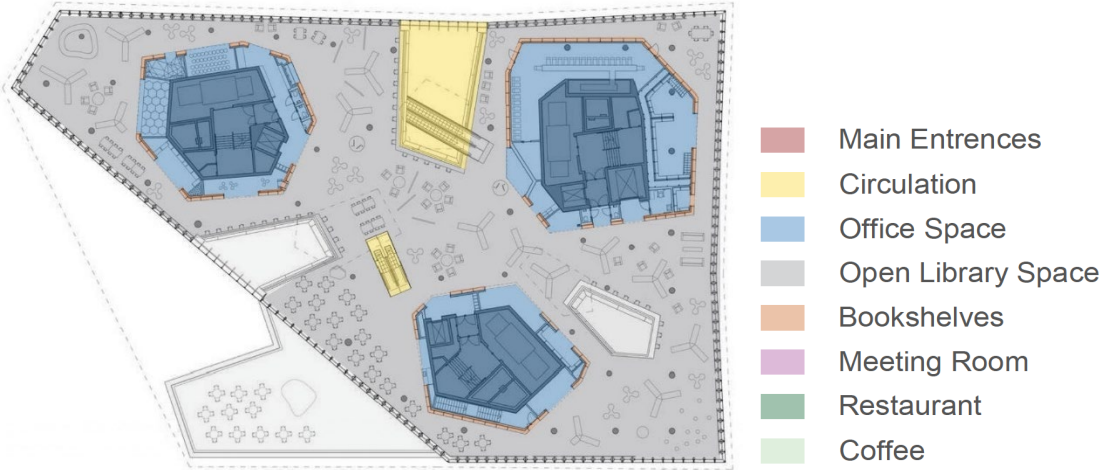 Main Entrences
Circulation
Office Space
Open Library Space
Bookshelves
Meeting Room
Restaurant
Coffee